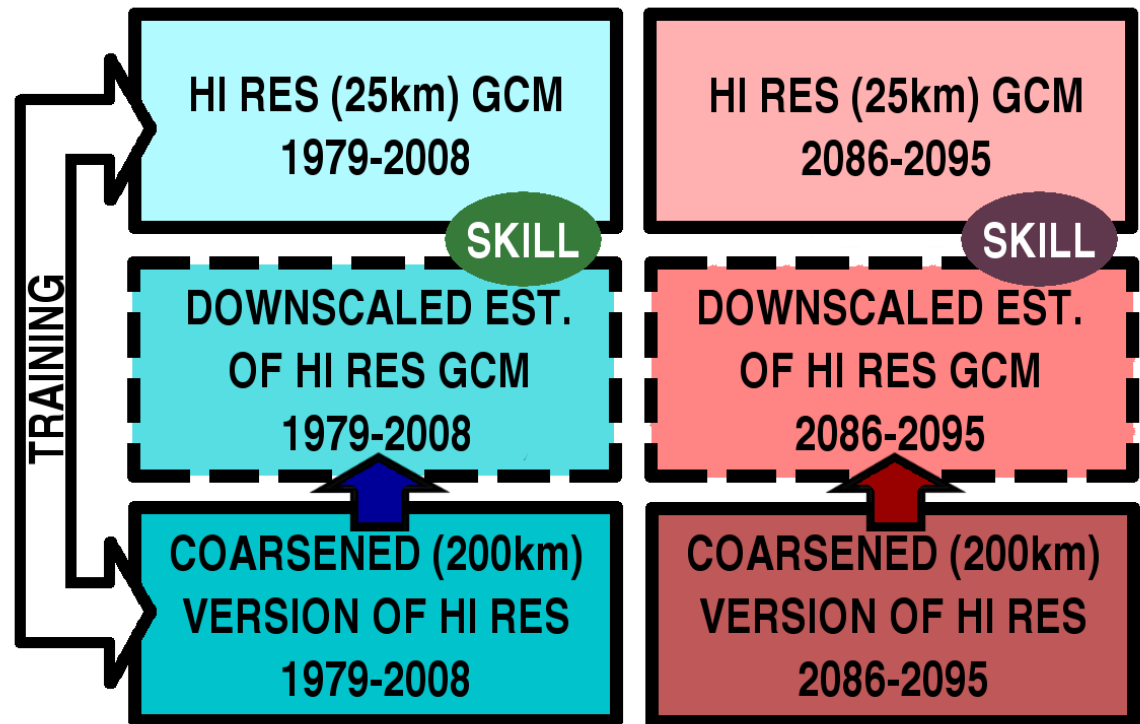 HI RES (25km) GCM
1979-2008
HI RES (25km) GCM
2086-2095
SKILL
SKILL
TRAINING
DOWNSCALED EST.
OF HI RES GCM
1979-2008
DOWNSCALED EST.
OF HI RES GCM
2086-2095
COARSENED (200km)
VERSION OF HI RES
1979-2008
COARSENED (200km)
VERSION OF HI RES
2086-2095